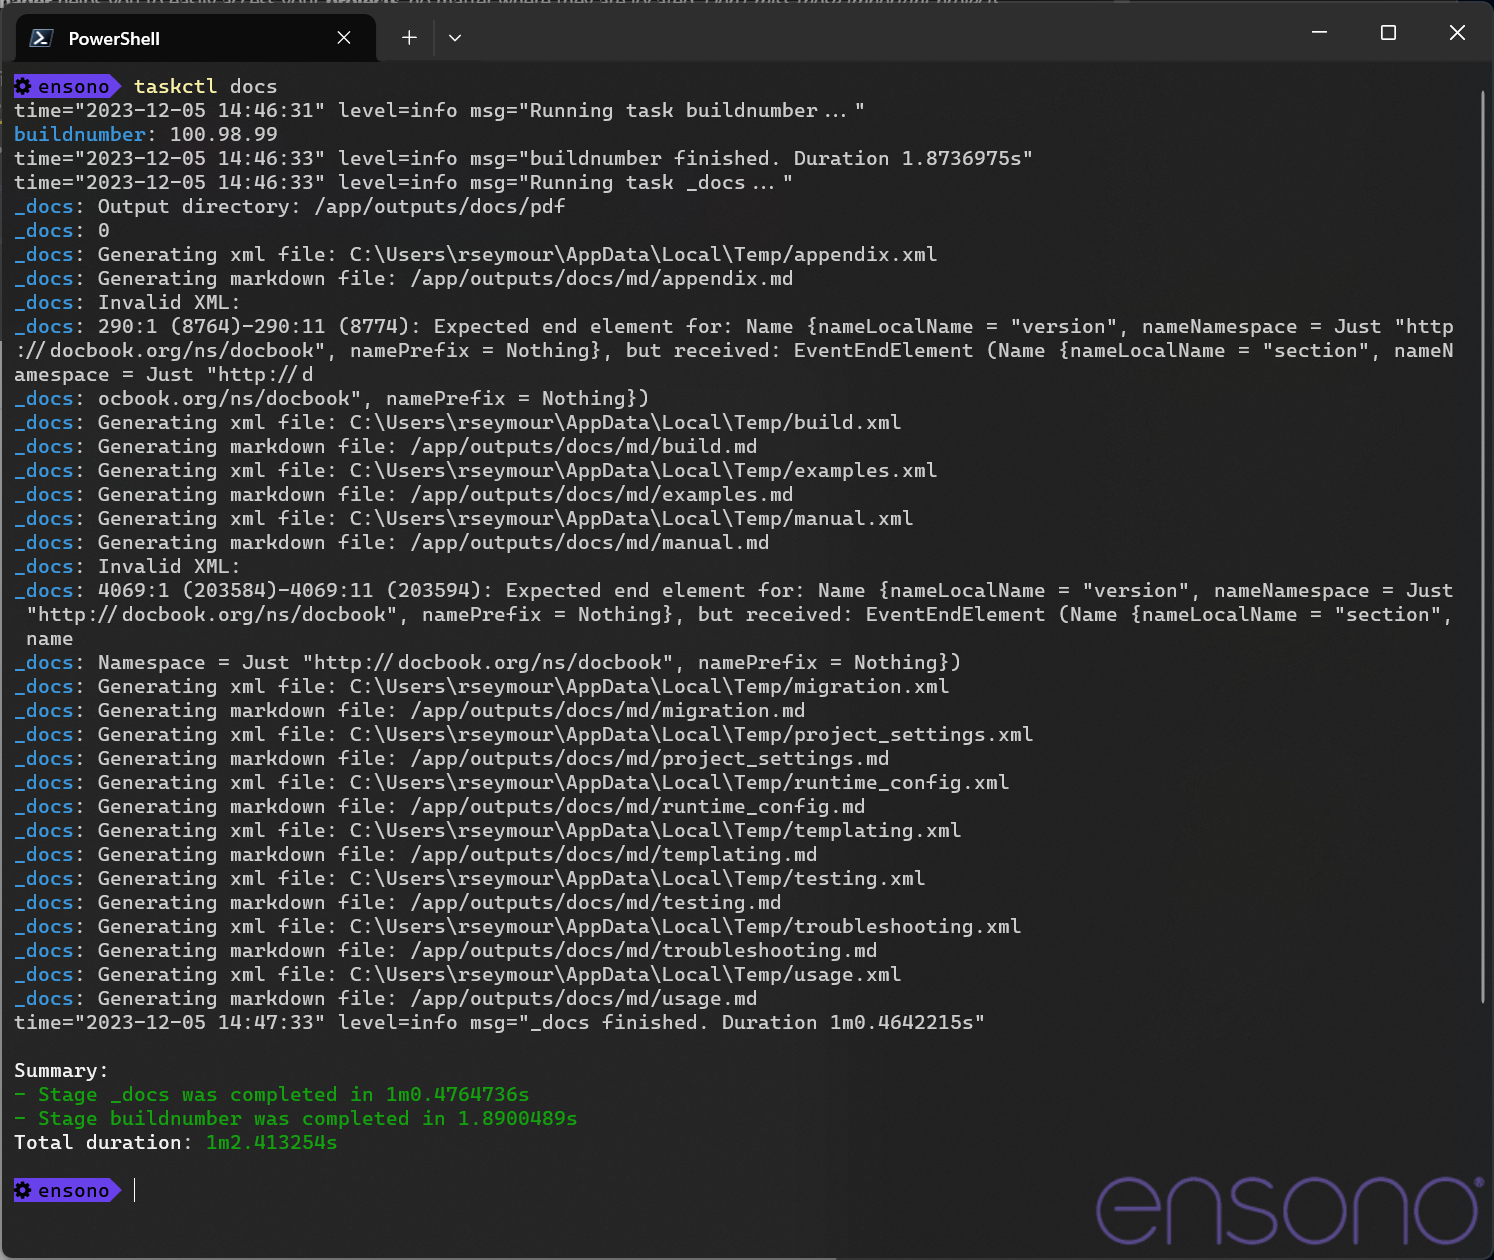 PowerShell
ensono taskctl docs
time="2023-12-05 14:46:31" level=info msg="Running task buildnumber..."
buildnumber: 100.98.99
time="2023-12-05 14:46:33" level=info msg="buildnumber finished. Duration 1.8736975s"
time="2023-12-05 14:46:33" level=info msg="Running task _docs..."
_docs: Output directory: /app/outputs/docs/pdf
_docs: 0
_docs: Generating xml file: C:\Users\rseymour\AppData\Local\Temp/appendix.xml
_docs: Generating markdown file: /app/outputs/docs/md/appendix.md
_docs: Invalid XML:
_docs: 290:1 (8764)-290:11 (8774): Expected end element for: Name {nameLocalName = "version", nameNamespace = Just "http
://docbook.org/ns/docbook", namePrefix = Nothing}, but received: EventEndElement (Name {nameLocalName = "section", nameN
amespace = Just "http://d
_docs: ocbook.org/ns/docbook", namePrefix = Nothing})
_docs: Generating xml file: C:\Users\rseymour\AppData\Local\Temp/build.xml
_docs: Generating markdown file: /app/outputs/docs/md/build.md
_docs: Generating xml file: C:\Users\rseymour\AppData\Local\Temp/examples.xml
_docs: Generating markdown file: /app/outputs/docs/md/examples.md
_docs: Generating xml file: C:\Users\rseymour\AppData\Local\Temp/manual.xml
_docs: Generating markdown file: /app/outputs/docs/md/manual.md
_docs: Invalid XML:
_docs: 4069:1 (203584)-4069:11 (203594): Expected end element for: Name {nameLocalName = "version", nameNamespace = Just
"http://docbook.org/ns/docbook", namePrefix = Nothing}, but received: EventEndElement (Name {nameLocalName = "section",
name
_docs: Namespace = Just "http://docbook.org/ns/docbook", namePrefix = Nothing})
_docs: Generating xml file: C:\Users\rseymour\AppData\Local\Temp/migration.xml
_docs: Generating markdown file: /app/outputs/docs/md/migration.md
_docs: Generating xml file: C:\Users\rseymour\AppData\Local\Temp/project_settings.xml
_docs: Generating markdown file: /app/outputs/docs/md/project_settings.md
_docs: Generating xml file: C:\Users\rseymour\AppData\Local\Temp/runtime_config.xml
_docs: Generating markdown file: /app/outputs/docs/md/runtime_config.md
_docs: Generating xml file: C:\Users\rseymour\AppData\Local\Temp/templating.xml
_docs: Generating markdown file: /app/outputs/docs/md/templating.md
_docs: Generating xml file: C:\Users\rseymour\AppData\Local\Temp/testing.xml
_docs: Generating markdown file: /app/outputs/docs/md/testing.md
_docs: Generating xml file: C:\Users\rseymour\AppData\Local\Temp/troubleshooting.xml
_docs: Generating markdown file: /app/outputs/docs/md/troubleshooting.md
_docs: Generating xml file: C:\Users\rseymour\AppData\Local\Temp/usage.xml
_docs: Generating markdown file: /app/outputs/docs/md/usage.md
time="2023-12-05 14:47:33" level=info msg="_docs finished. Duration 1m0.4642215s"
Summary:
- Stage _docs was completed in 1m0.4764736s
- Stage buildnumber was completed in 1.8900489s
Total duration: 1m2.413254s
ensono
ensono®